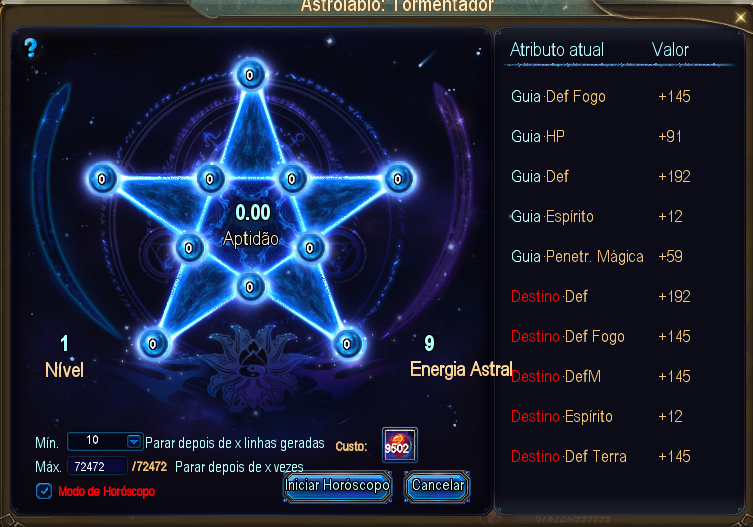 Astrolábio: Tormentador
?
Atributo atual Valor
Guia·Def Fogo +145
Guia·HP +91
Guia·Def +192
Guia·Espírito +12
Guia·Penetr. Mágica +59
Destino·Def +192
Destino·Def Fogo +145
Destino·DefM +145
Destino·Espírito +12
Destino·Def Terra +145
0
0 0 0 0
0.00
Aptidão
0 0
0
0 0
1
Nível
9
Energia Astral
Mín. 10 Parar depois de x linhas geradas
Custo: 9502
Máx. 72472 /72472 Parar depois de x vezes
Modo de Horóscopo
Iniciar Horóscopo Cancelar